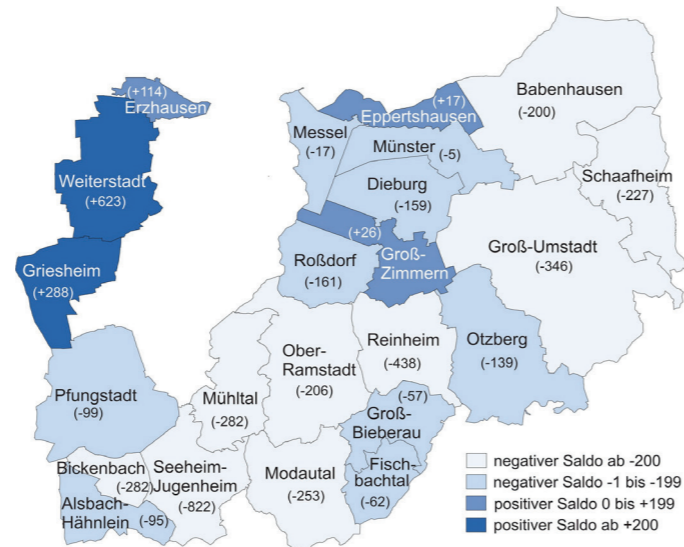 (+114)
Erzhausen
Weiterstadt
(+623)
Griesheim
(+288)
Messel
(-17)
(+17)
Eppertshausen
Münster
(-5)
Babenhausen
(-200)
Schaafheim
(-227)
Dieburg
(-159)
(+26)
Groß-
Zimmern
Roßdorf
(-161)
Groß-Umstadt
(-346)
Otzberg
(-139)
Reinheim
(-438)
Ober-
Ramstadt
(-206)
Mühltal
(-282)
Pfungstadt
(-99)
(-57)
Groß-
Bieberau
Fisch-
bachtal
(-62)
Modautal
(-253)
Seeheim-
Jugenheim
(-822)
Bickenbach
(-282)
Alsbach-
Hähnlein
(-95)
negativer Saldo ab -200
negativer Saldo -1 bis -199
positiver Saldo 0 bis +199
positiver Saldo ab +200